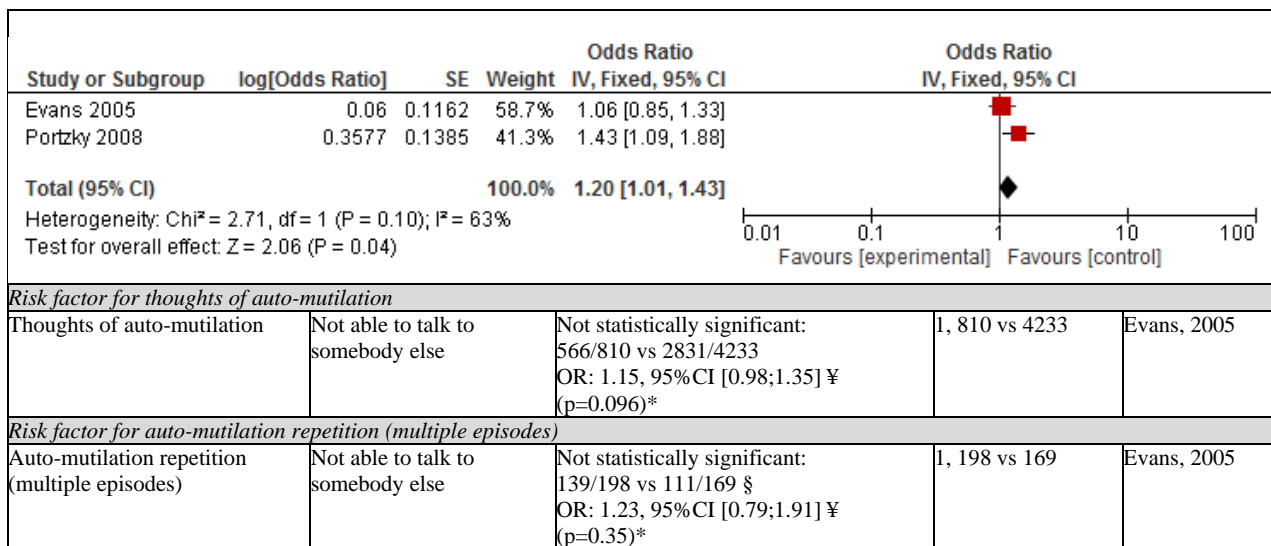 Odds Ratio Odds Ratio
Study or Subgroup log[Odds Ratio] SE Weight IV, Fixed, 95% CI IV, Fixed, 95% CI
Evans 2005 0.06 0.1162 58.7% 1.06 [0.85, 1.33]
Portzky 2008 0.3577 0.1385 41.3% 1.43 [1.09, 1.88]
Total (95% CI) 100.0% 1.20 [1.01, 1.43]
Heterogeneity: Chi² = 2.71, df = 1 (P = 0.10); I² = 63%
Test for overall effect: Z = 2.06 (P = 0.04)
0.01 0.1 1 10 100
Favours [experimental] Favours [control]
Risk factor for thoughts of auto-mutilation
Thoughts of auto-mutilation Not able to talk to Not statistically significant: 1, 810 vs 4233 Evans, 2005
somebody else 566/810 vs 2831/4233
OR: 1.15, 95%CI [0.98;1.35] ¥
(p=0.096)*
Risk factor for auto-mutilation repetition (multiple episodes)
Auto-mutilation repetition Not able to talk to Not statistically significant: 1, 198 vs 169 Evans, 2005
(multiple episodes) somebody else 139/198 vs 111/169 §
OR: 1.23, 95%CI [0.79;1.91] ¥
(p=0.35)*